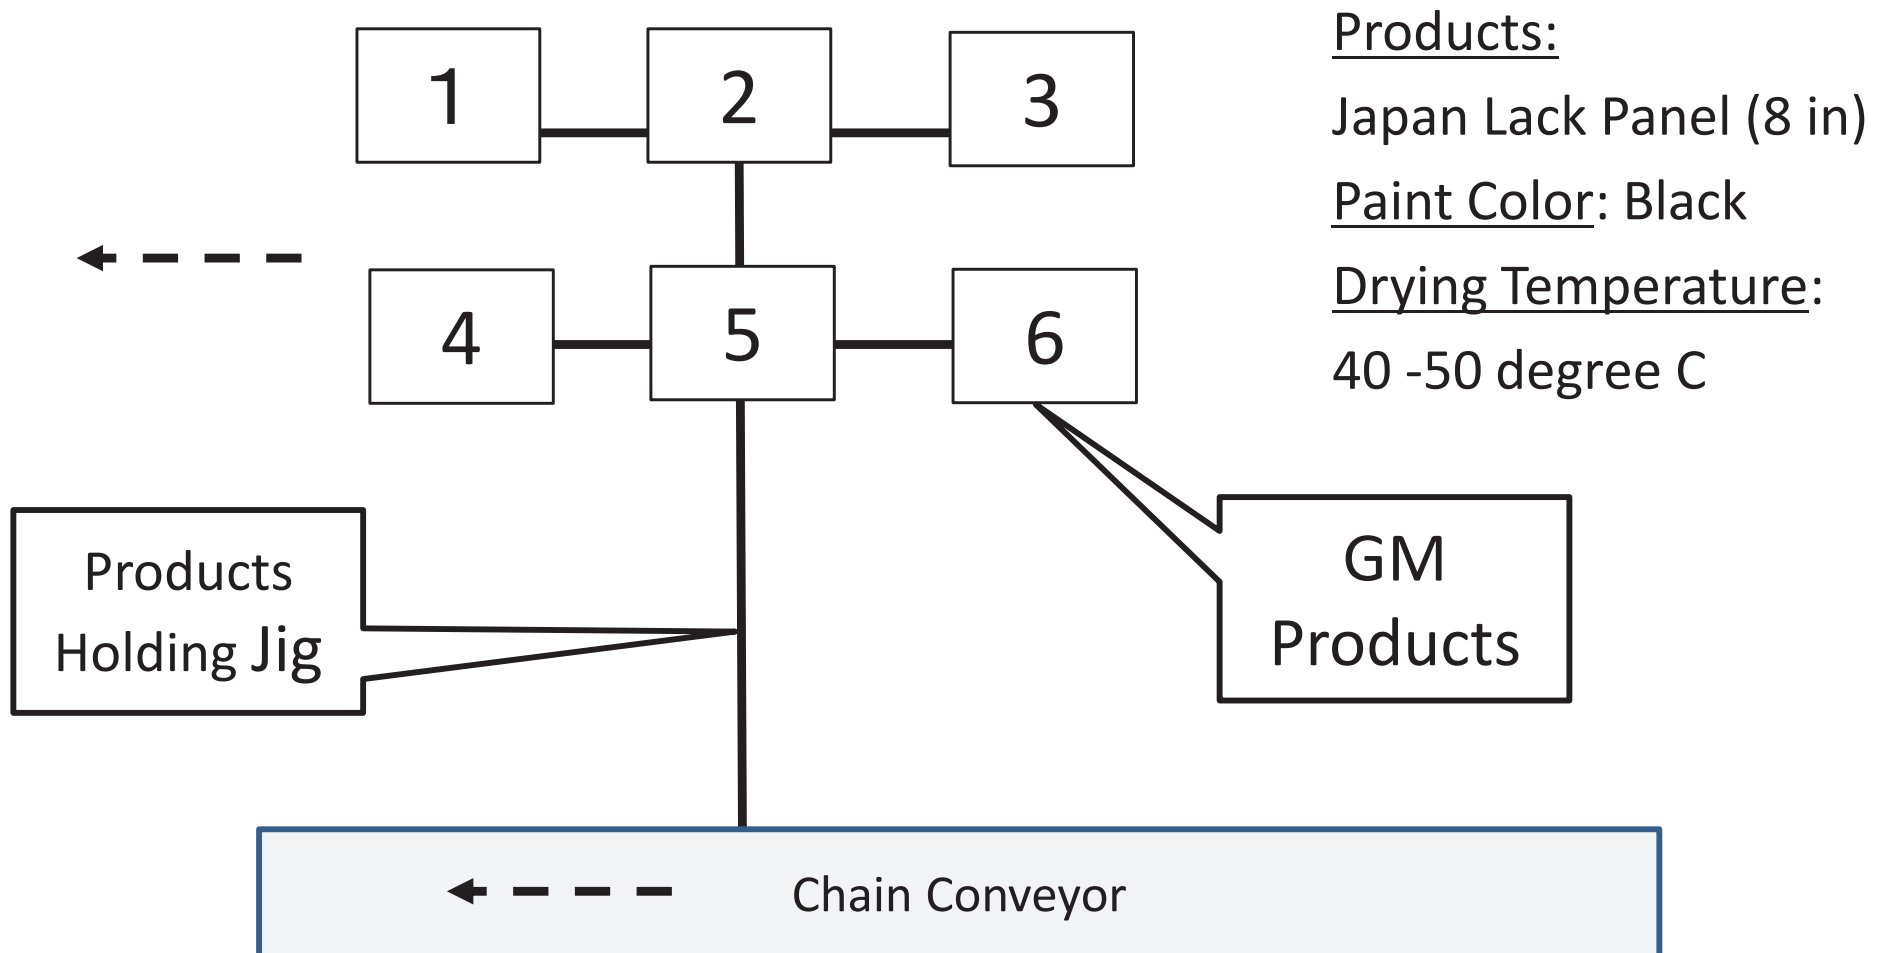 1
2
3
4
5
6
Products:
Japan Lack Panel (8 in)
Paint Color: Black
Drying Temperature:
40 -50 degree C
Products
Holding Jig
GM
Products
Chain Conveyor